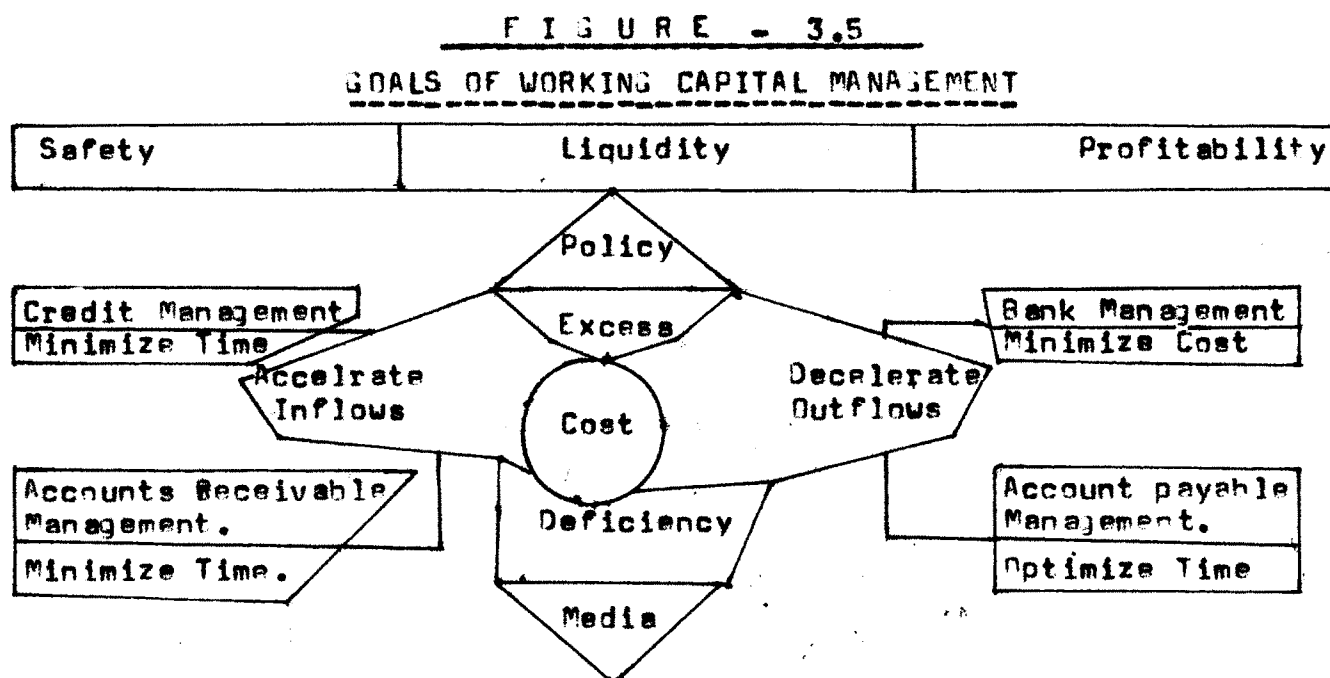 FIGURE - 3.5
GOALS OF WORKING CAPITAL MANAGEMENT
Safety Liquidity Profitability
Policy
Credit Management
Minimize Time
Excess
Bank Management
Minimize Cost
Accelrate
Inflows
Cost
Decelerate
Outflows
Accounts Receivable
Management.
Minimize Time.
Deficiency
Account payable
Management.
Optimize Time
Media